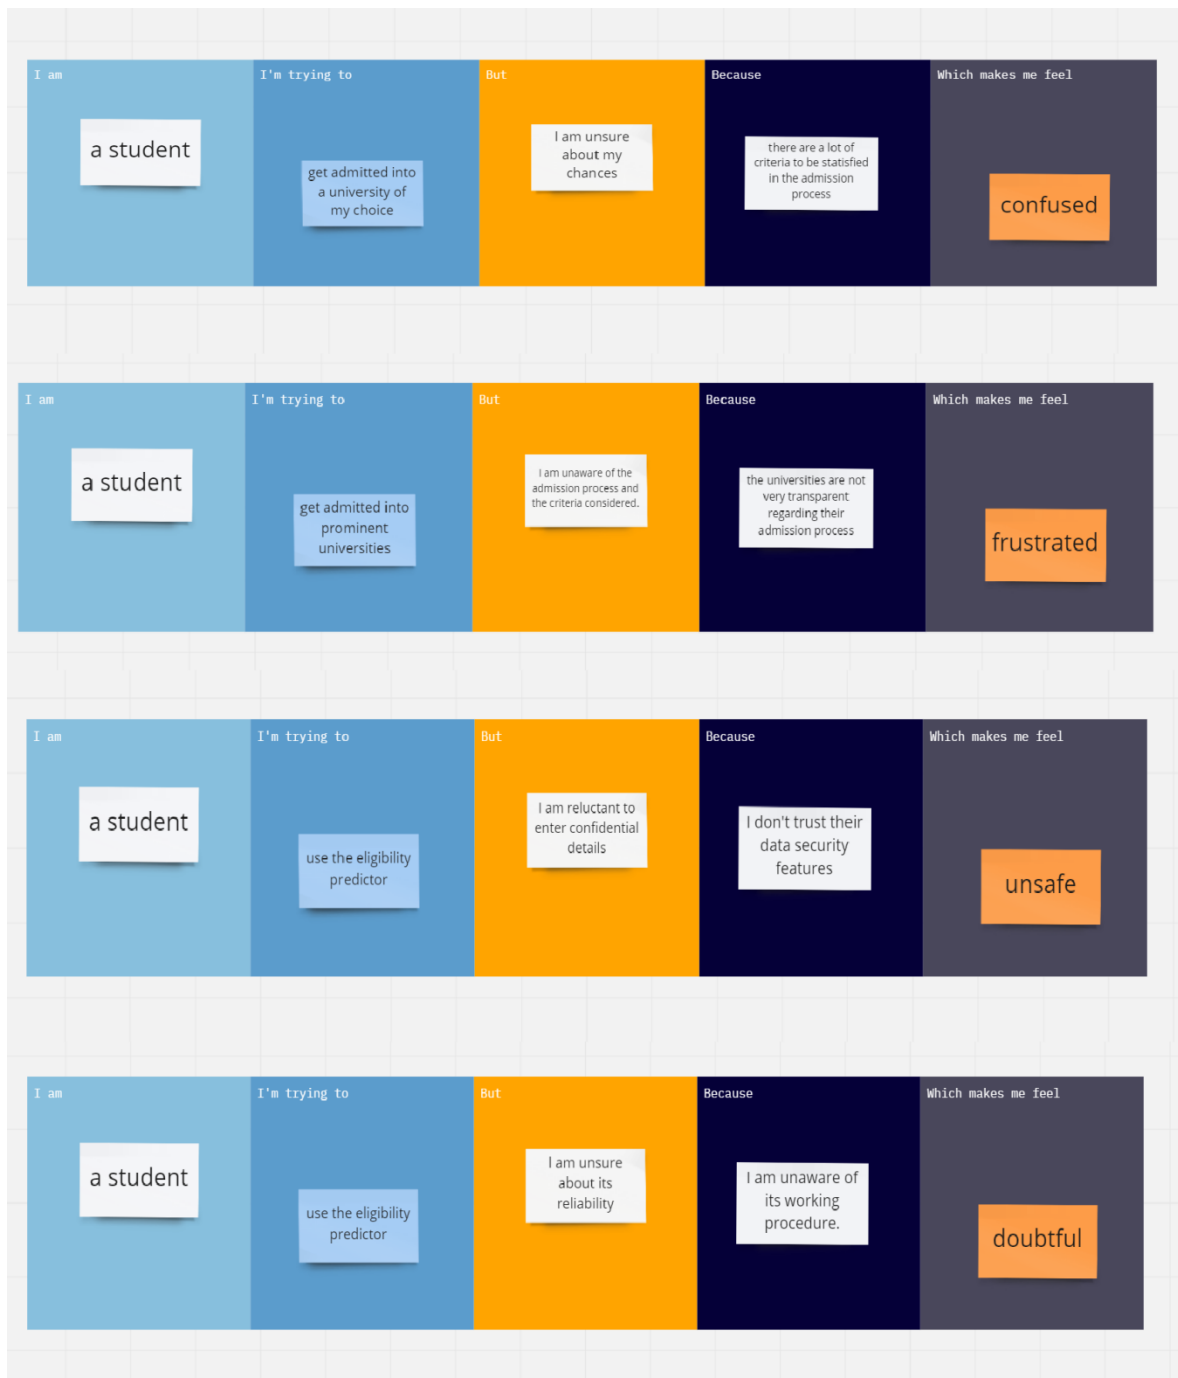 I am
I'm trying to
But
Because
Which makes me feel
a student
get admitted into
a university of
my choice
I am unsure
about my
chances
there are a lot of
criteria to be statisfied
in the admission
process
confused
I am
I'm trying to
But
Because
Which makes me feel
a student
get admitted into
prominent
universities
I am unaware of the
admission process and
the criteria considered.
the universities are not
very transparent
regarding their
admission process
frustrated
I am
I'm trying to
But
Because
Which makes me feel
a student
use the eligibility
predictor
I am reluctant to
enter confidential
details
I don't trust their
data security
features
unsafe
I am
I'm trying to
But
Because
Which makes me feel
a student
use the eligibility
predictor
I am unsure
about its
reliability
I am unaware of
its working
procedure.
doubtful